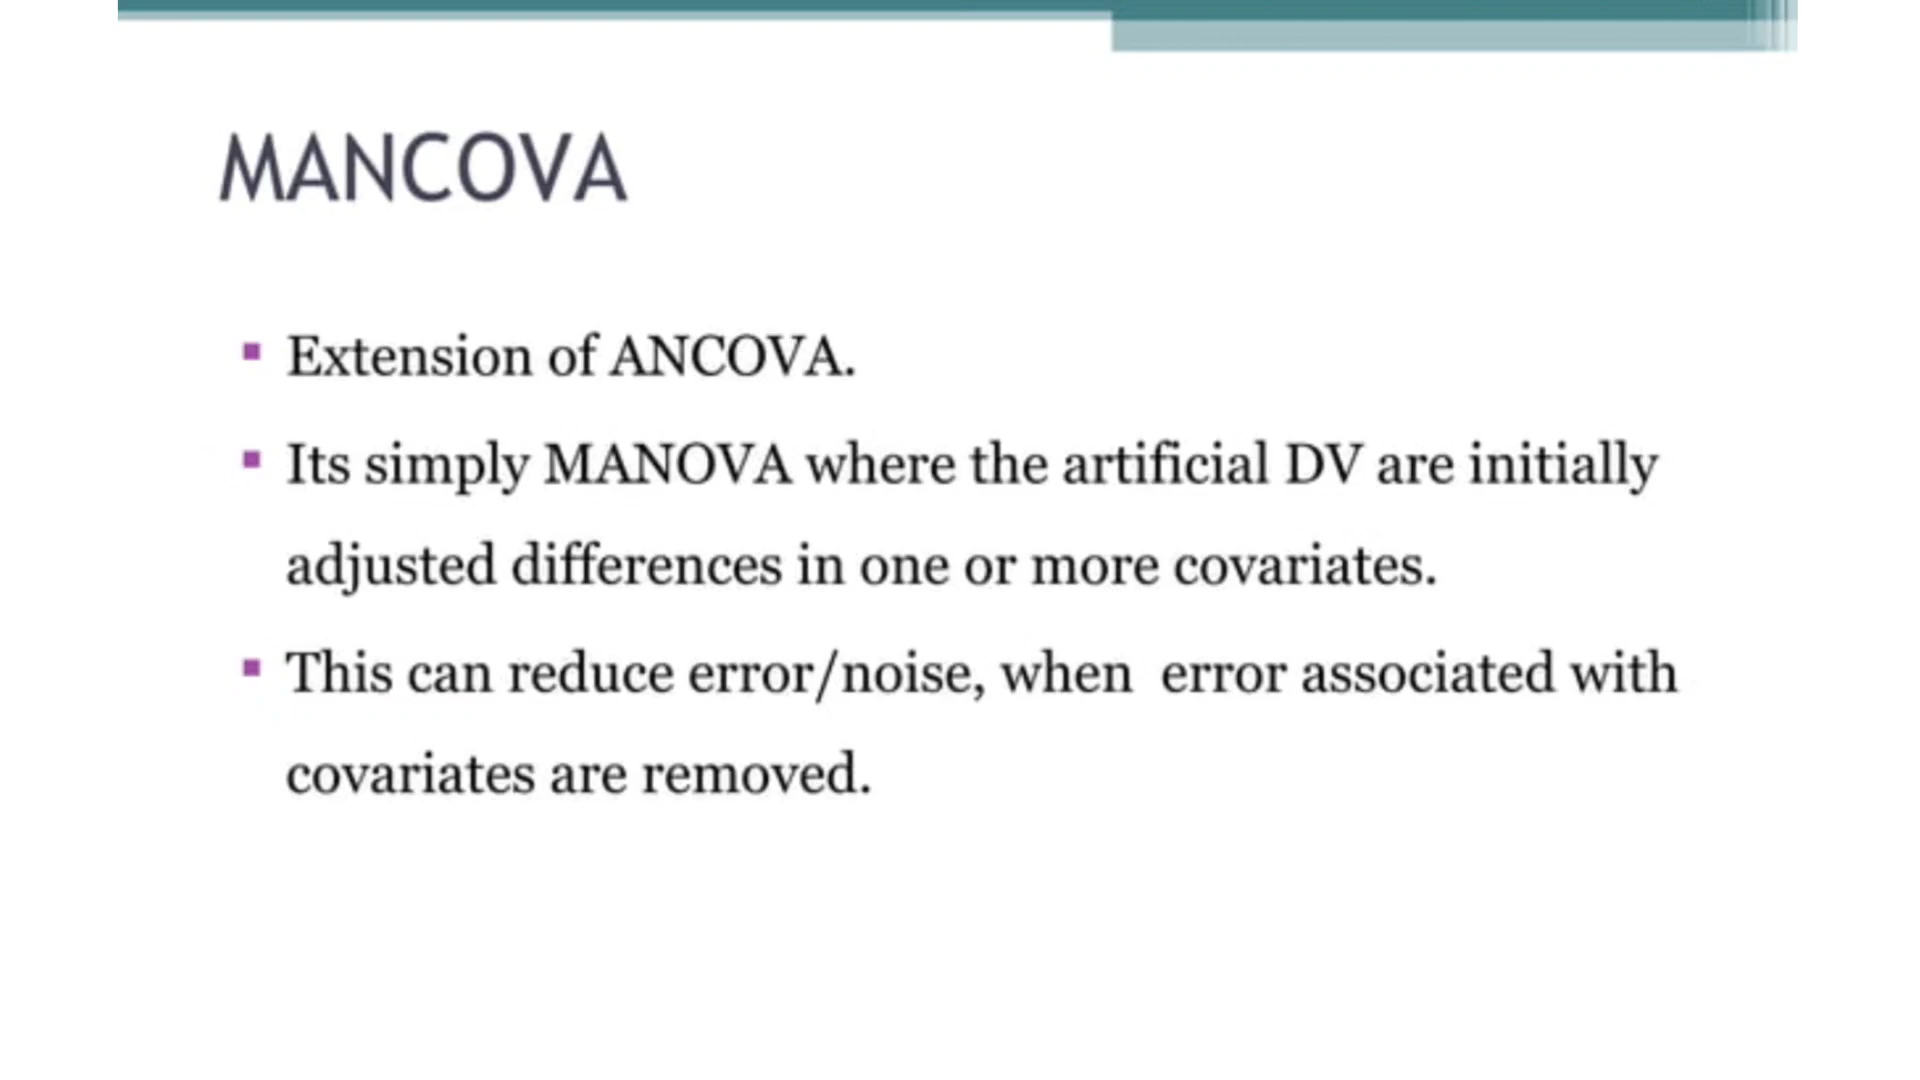 MANCOVA
Extension of ANCOVA.
Its simply MANOVA where the artificial DV are initially
adjusted differences in one or more covariates.
This can reduce error/noise, when  error associated with
covariates are removed.